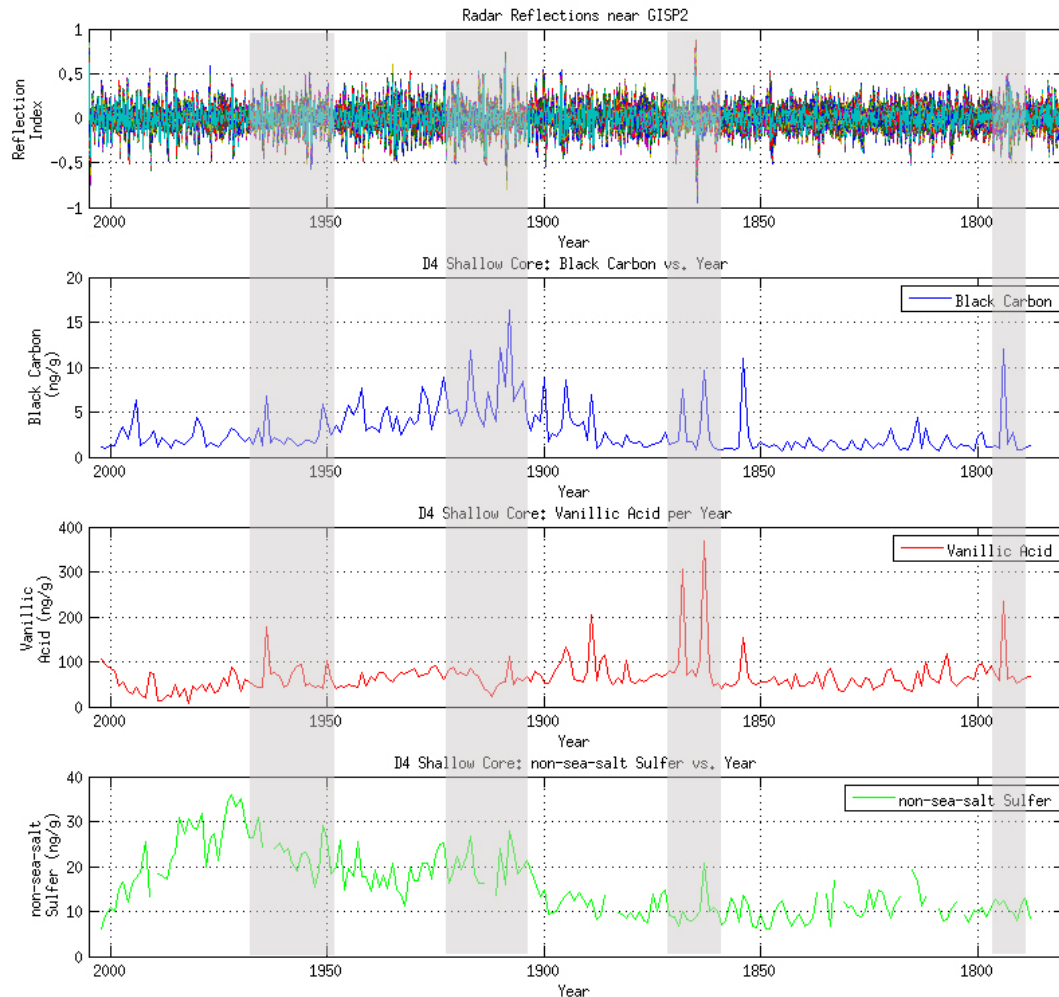 Radar Reflections near GISP2
1
0.5
0
-0.5
-1
Reflection
Index
2000 1950 1900 1850 1800
Year
D4 Shallow Core: Black Carbon vs. Year
20
15
10
5
0
Black Carbon
(ng/g)
Black Carbon
2000 1950 1900 1850 1800
Year
D4 Shallow Core: Vanillic Acid per Year
400
300
200
100
0
Vanillic
Acid (ng/g)
Vanillic Acid
2000 1950 1900 1850 1800
Year
D4 Shallow Core: non-sea-salt Sulfer vs. Year
40
30
20
10
0
non-sea-salt
Sulfer (ng/g)
non-sea-salt Sulfer
2000 1950 1900 1850 1800
Year